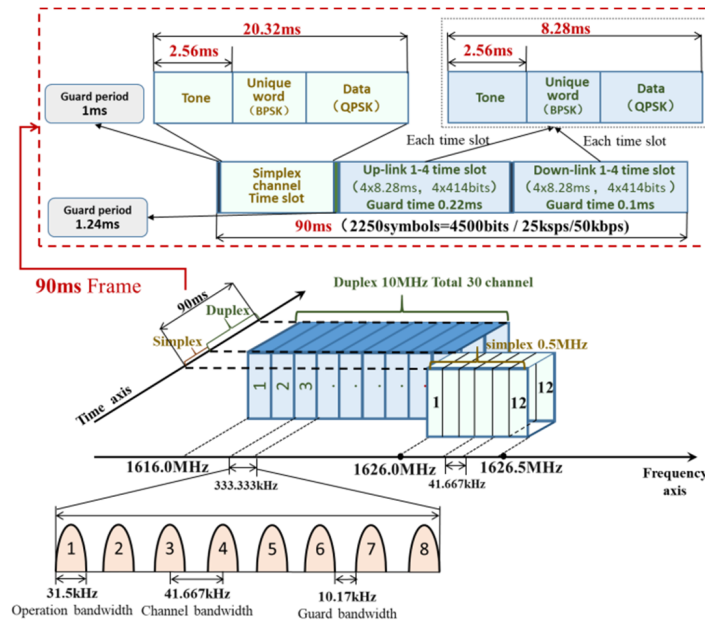 20.32ms
8.28ms
2.56ms
2.56ms
Guard period
1ms
Tone
Unique
word
(BPSK)
Data
(QPSK)
Tone
Unique
word
(BPSK)
Data
(QPSK)
Each time slot
Each time slot
Simplex
channel
Time slot
Up-link 1-4 time slot
(4x8.28ms, 4x414bits)
Guard time 0.22ms
Down-link 1-4 time slot
(4x8.28ms, 4x414bits)
Guard time 0.1ms
Guard period
1.24ms
90ms (2250symbols=4500bits / 25ksps/50kbps)
90ms Frame
90ms
Duplex
Simplex
Time axis
Duplex 10MHz Total 30 channel
simplex 0.5MHz
1
2
3
. . . . .
1
12
12
1616.0MHz
333.333kHz
1626.0MHz
41.667kHz
1626.5MHz
Frequency
axis
1 2 3 4 5 6 7 8
31.5kHz
Operation bandwidth
41.667kHz
Channel bandwidth
10.17kHz
Guard bandwidth